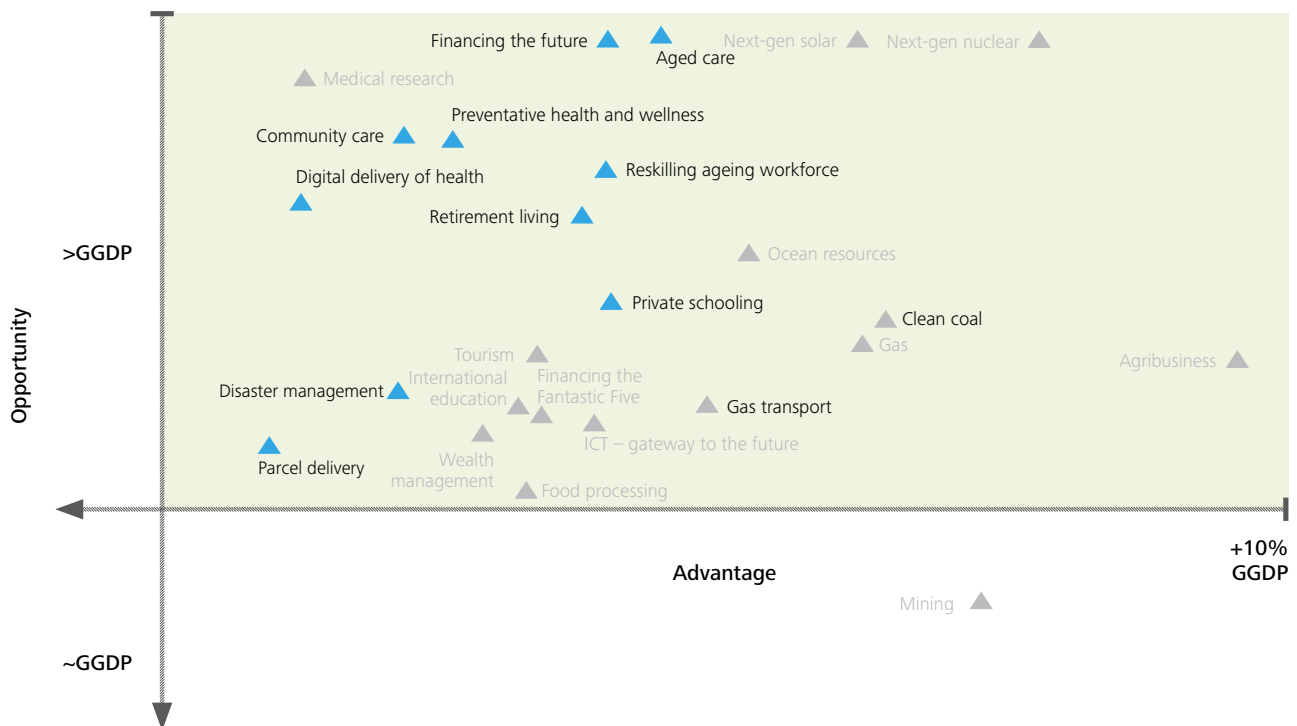 Financing the future
Aged care
Next-gen solar
Next-gen nuclear
Medical research
Preventative health and wellness
Community care
Digital delivery of health
Reskilling ageing workforce
Retirement living
>GGDP
Ocean resources
Private schooling
Clean coal
Gas
Agribusiness
Opportunity
Tourism
International
education
Financing the
Fantastic Five
Disaster management
Gas transport
ICT – gateway to the future
Parcel delivery
Wealth
management
Food processing
+10%
GGDP
Advantage
Mining
~GGDP